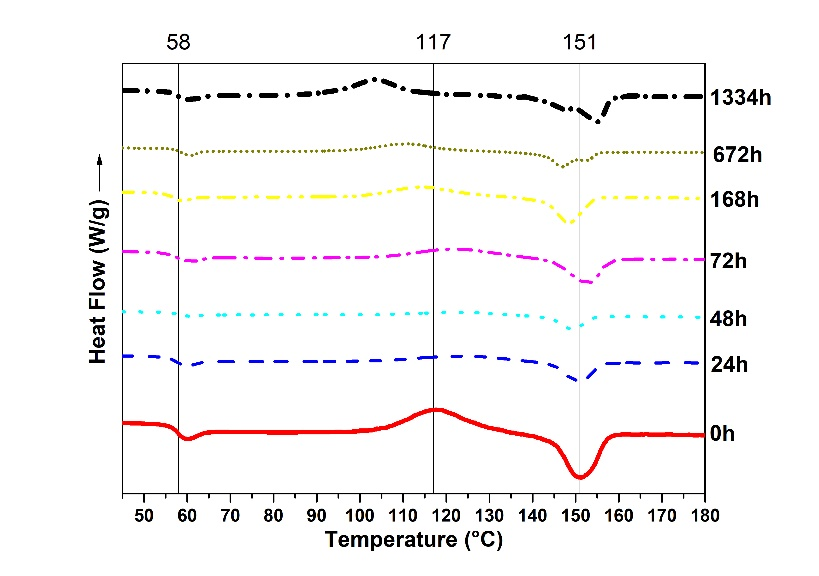 58 117 151
1334h
672h
168h
72h
48h
24h
0h
Heat Flow (W/g)
50 60 70 80 90 100 110 120 130 140 150 160 170 180
Temperature (°C)